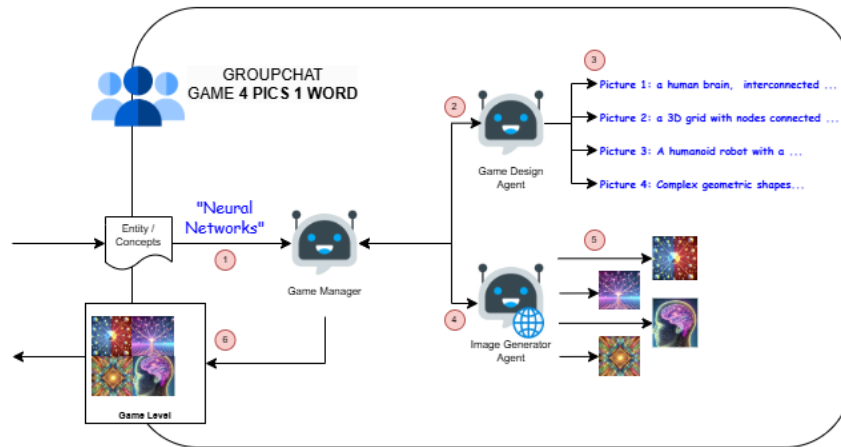 GROUPCHAT
GAME 4 PICS 1 WORD
3
Picture 1: a human brain, interconnected ...
2
Picture 2: a 3D grid with nodes connected ...
Picture 3: A humanoid robot with a ...
Game Design
Agent
Picture 4: Complex geometric shapes...
"Neural
Networks"
Entity /
Concepts
1
Game Manager
5
4
Image Generator
Agent
6
Game Level